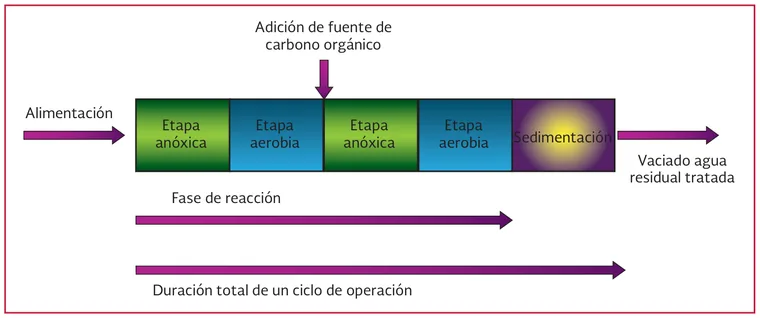 Adición de fuente de
carbono orgánico
Alimentación
Etapa
anóxica
Etapa
aerobia
Etapa
anóxica
Etapa
aerobia
Sedimentación
Vaciado agua
residual tratada
Fase de reacción
Duración total de un ciclo de operación